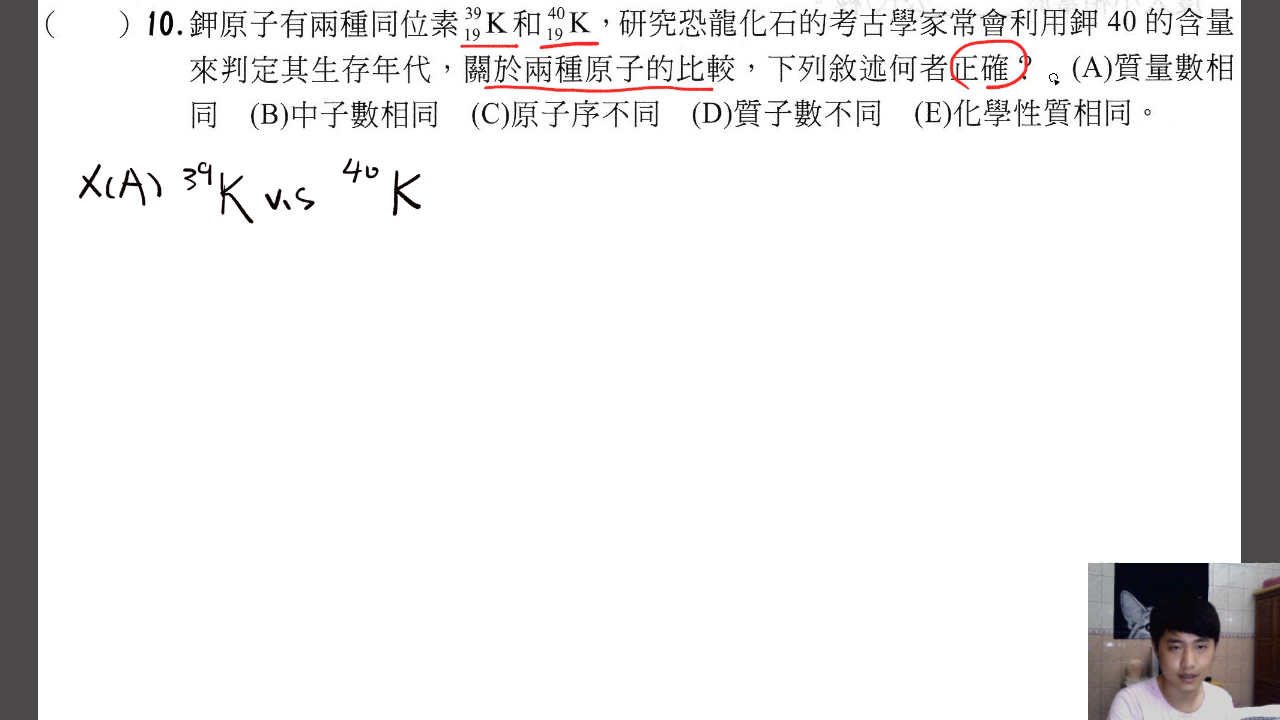 ( ) 10. 鉀原子有兩種同位素 ³⁹₁₉K 和 ⁴⁰₁₉K,研究恐龍化石的考古學家常會利用鉀 40 的含量
來判定其生存年代,關於兩種原子的比較,下列敘述何者正確?。 (A)質量數相
同 (B)中子數相同 (C)原子序不同 (D)質子數不同 (E)化學性質相同。
X(A) ³⁹K v.s ⁴⁰K